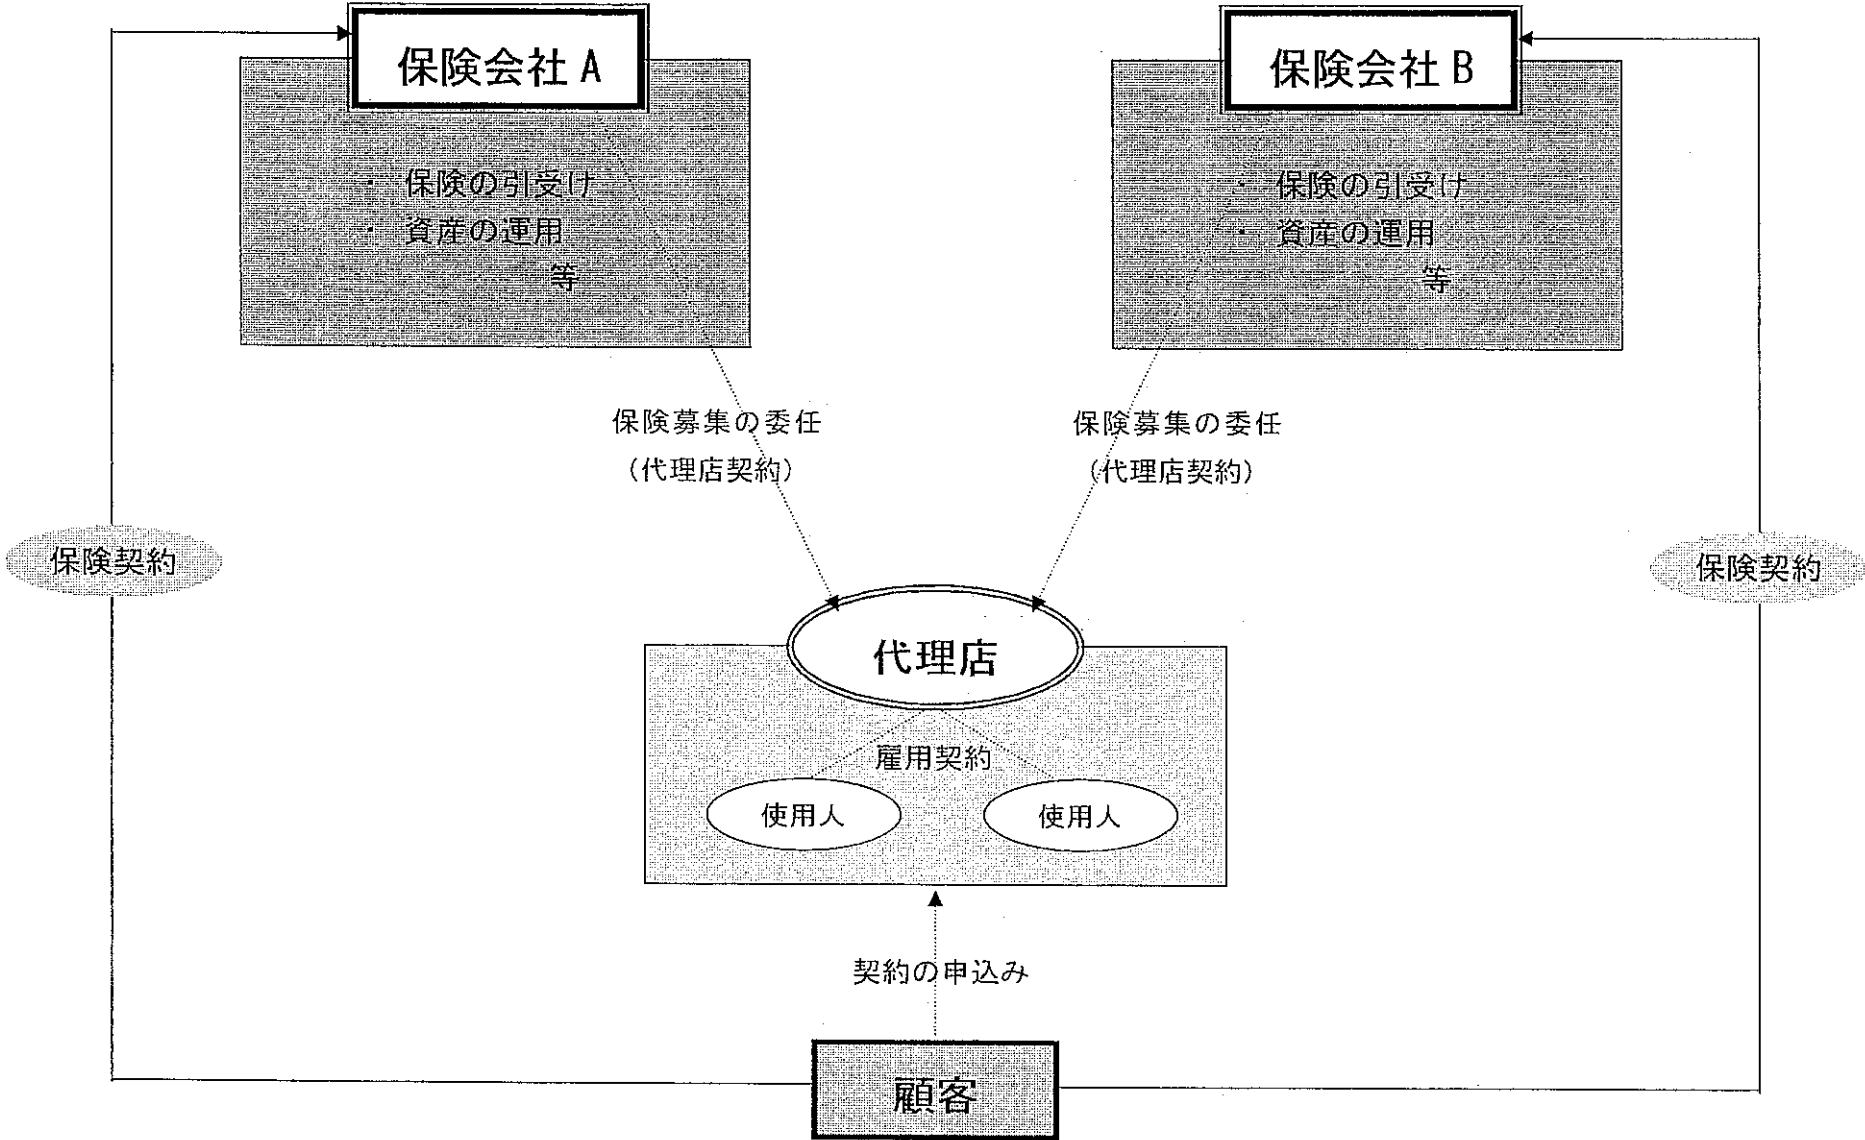 保険会社 A
保険会社 B
・ 保険の引受け
・ 資産の運用
等
・ 保険の引受け
・ 資産の運用
等
保険募集の委任
(代理店契約)
保険募集の委任
(代理店契約)
保険契約
保険契約
代理店
雇用契約
使用人
使用人
契約の申込み
顧客